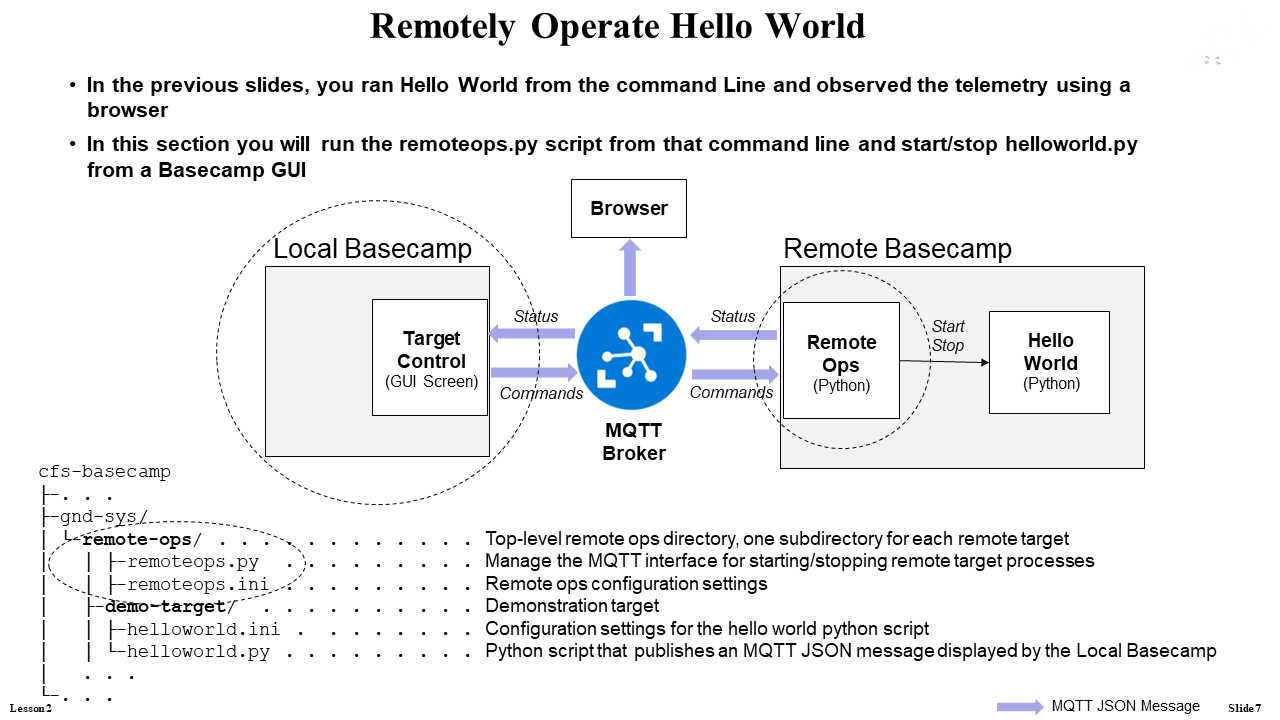 Remotely Operate Hello World
• In the previous slides, you ran Hello World from the command Line and observed the telemetry using a
browser
• In this section you will run the remoteops.py script from that command line and start/stop helloworld.py
from a Basecamp GUI
Browser
Local Basecamp
Remote Basecamp
Target
Control
(GUI Screen)
Status
Commands
MQTT
Broker
Status
Commands
Remote
Ops
(Python)
Start
Stop
Hello
World
(Python)
cfs-basecamp
├-. . .
├-gnd-sys/
│ └-remote-ops/ . . . . . . . . . . . . Top-level remote ops directory, one subdirectory for each remote target
│ │ ├-remoteops.py . . . . . . . . . Manage the MQTT interface for starting/stopping remote target processes
│ │ ├-remoteops.ini . . . . . . . . . Remote ops configuration settings
│ ├-demo-target/ . . . . . . . . . . Demonstration target
│ │ ├-helloworld.ini . . . . . . . . Configuration settings for the hello world python script
│ │ └-helloworld.py . . . . . . . . . Python script that publishes an MQTT JSON message displayed by the Local Basecamp
│ . . .
└-. . .
Lesson 2
MQTT JSON Message
Slide 7